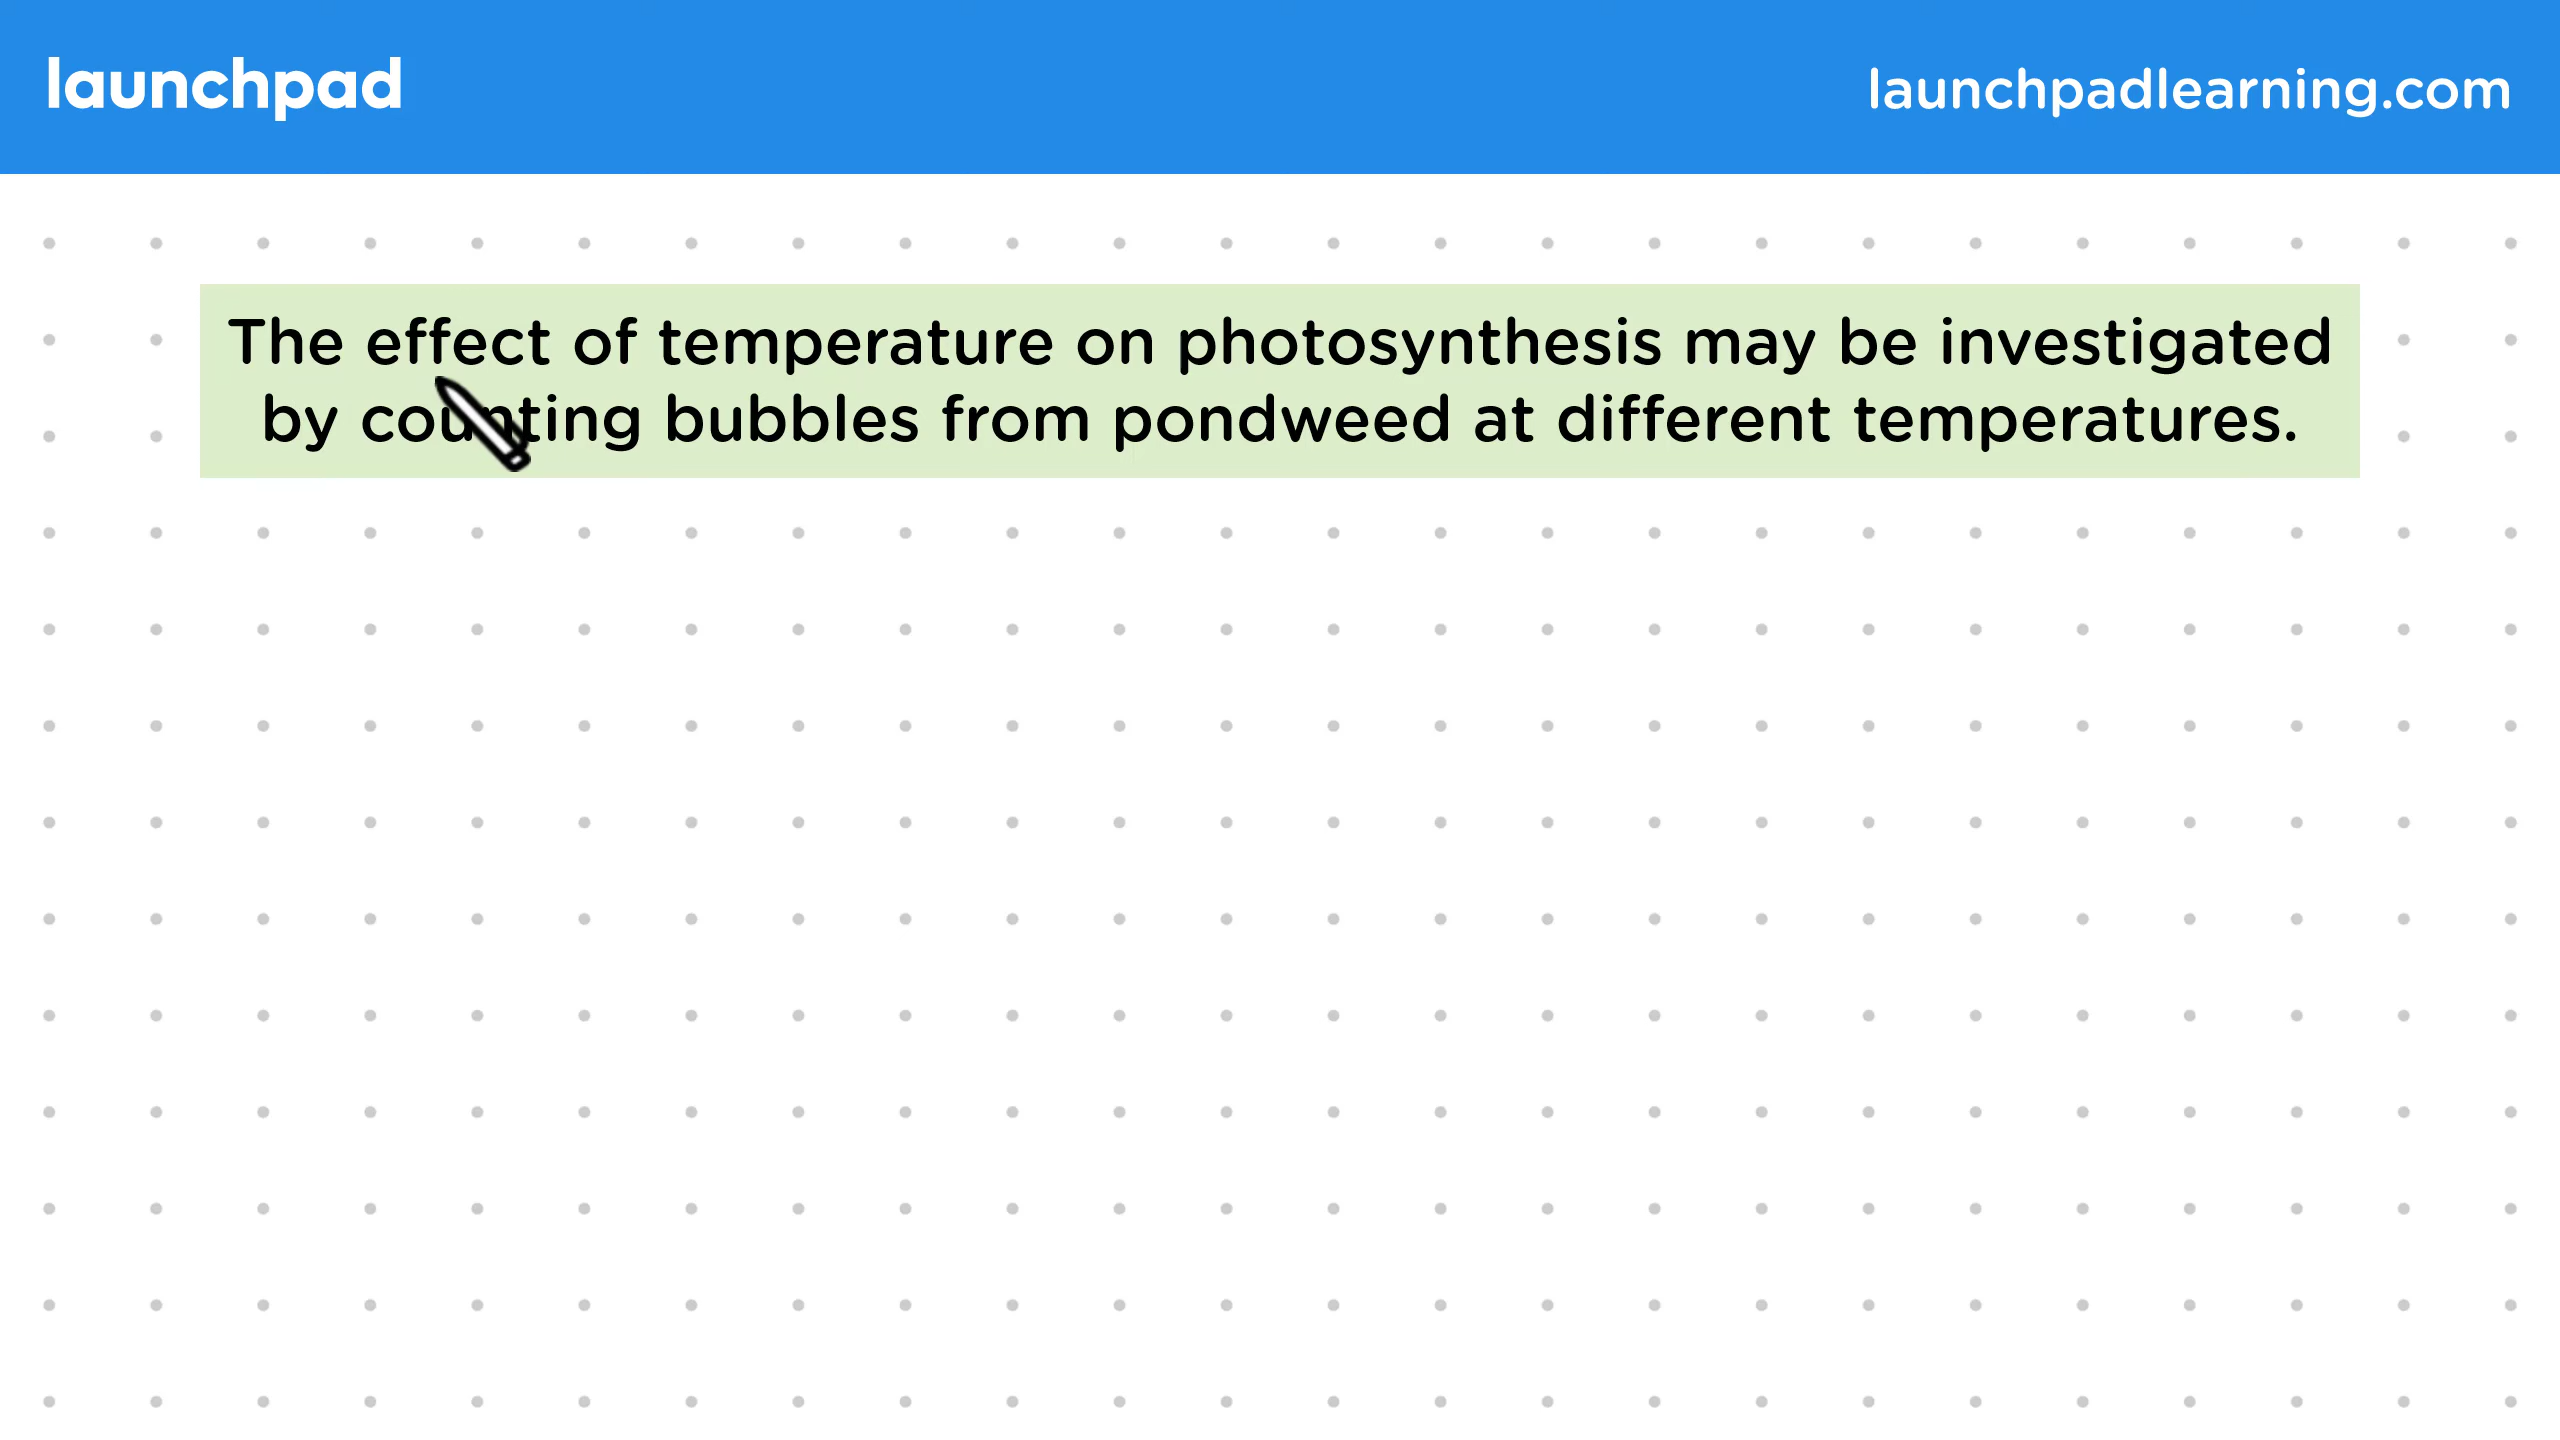 launchpad
launchpadlearning.com
The effect of temperature on photosynthesis may be investigated
by counting bubbles from pondweed at different temperatures.